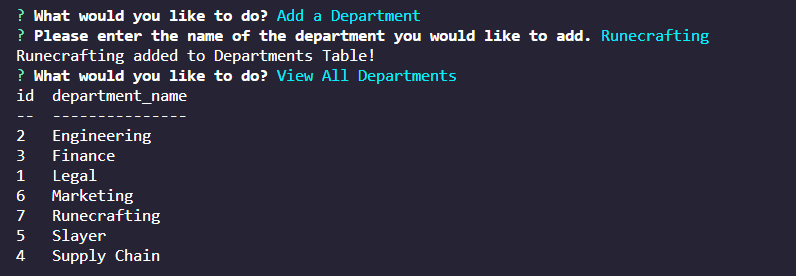 ? What would you like to do? Add a Department
? Please enter the name of the department you would like to add. Runecrafting
Runecrafting added to Departments Table!
? What would you like to do? View All Departments
id  department_name
--  ---------------
2   Engineering
3   Finance
1   Legal
6   Marketing
7   Runecrafting
5   Slayer
4   Supply Chain